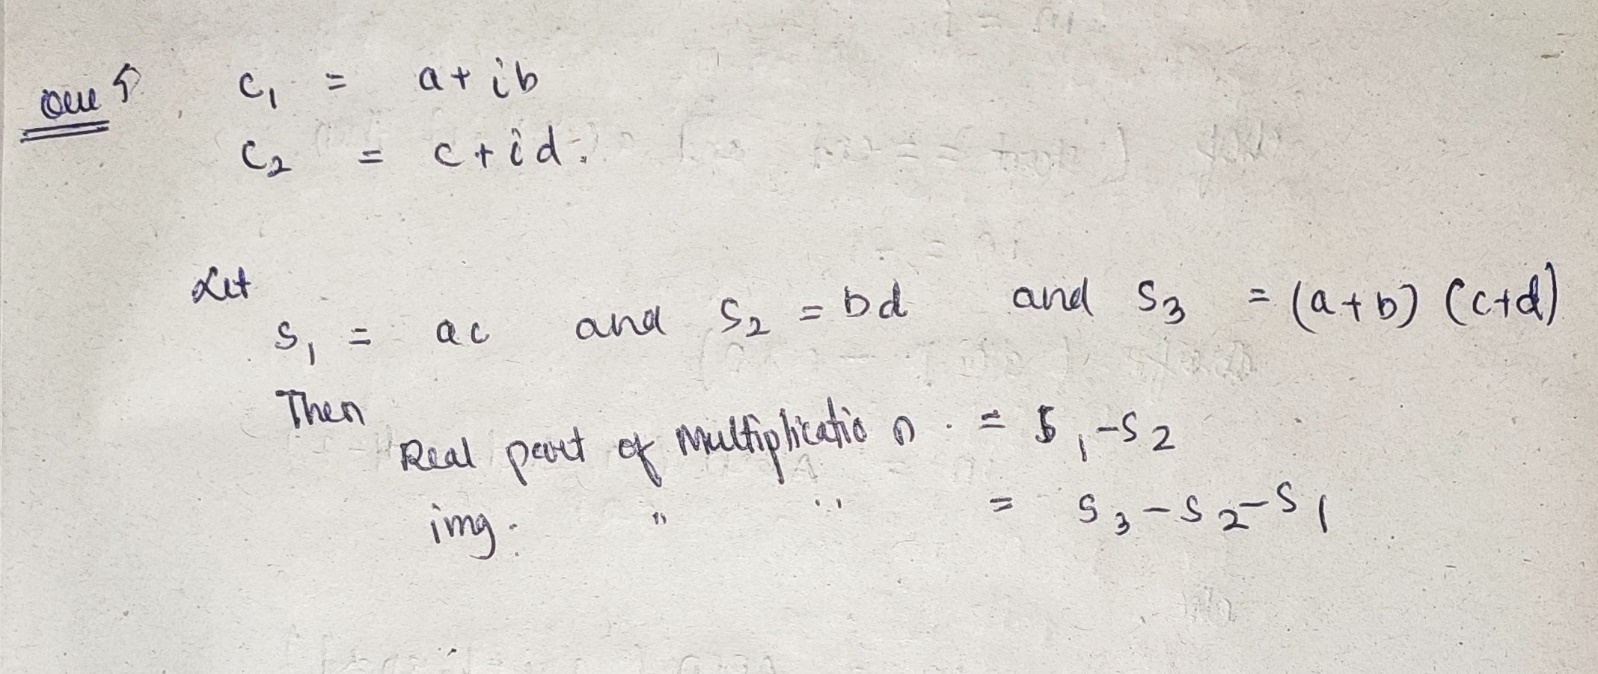 Que 5 C₁ = a+ib
C₂ = c+id.
Let
S₁ = ac and S₂ = bd and S₃ = (a+b) (c+d)
Then
Real part of Multiplication . = S₁-S₂
img. " " = S₃-S₂-S₁